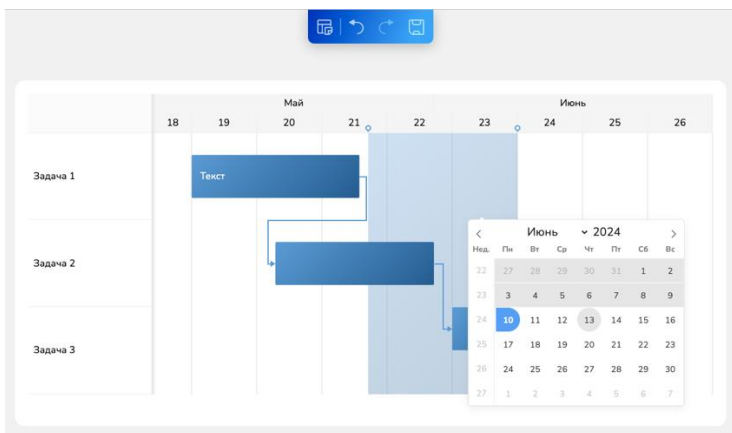 Май Июнь
18 19 20 21 22 23 24 25 26
Задача 1
Текст
Задача 2
Задача 3
Июнь 2024
Нед. Пн Вт Ср Чт Пт Сб Вс
22 27 28 29 30 31 1 2
23 3 4 5 6 7 8 9
24 10 11 12 13 14 15 16
25 17 18 19 20 21 22 23
26 24 25 26 27 28 29 30
27 1 2 3 4 5 6 7